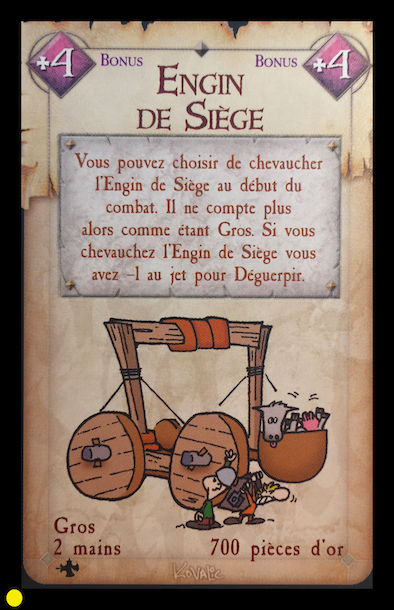 +4 Bonus Bonus +4
Engin
de Siège
Vous pouvez choisir de chevaucher
l'Engin de Siège au début du
combat. Il ne compte plus
alors comme étant Gros. Si vous
chevauchez l'Engin de Siège vous
avez -1 au jet pour Déguerpir.
Gros
2 mains 700 pièces d'or
Kovalic